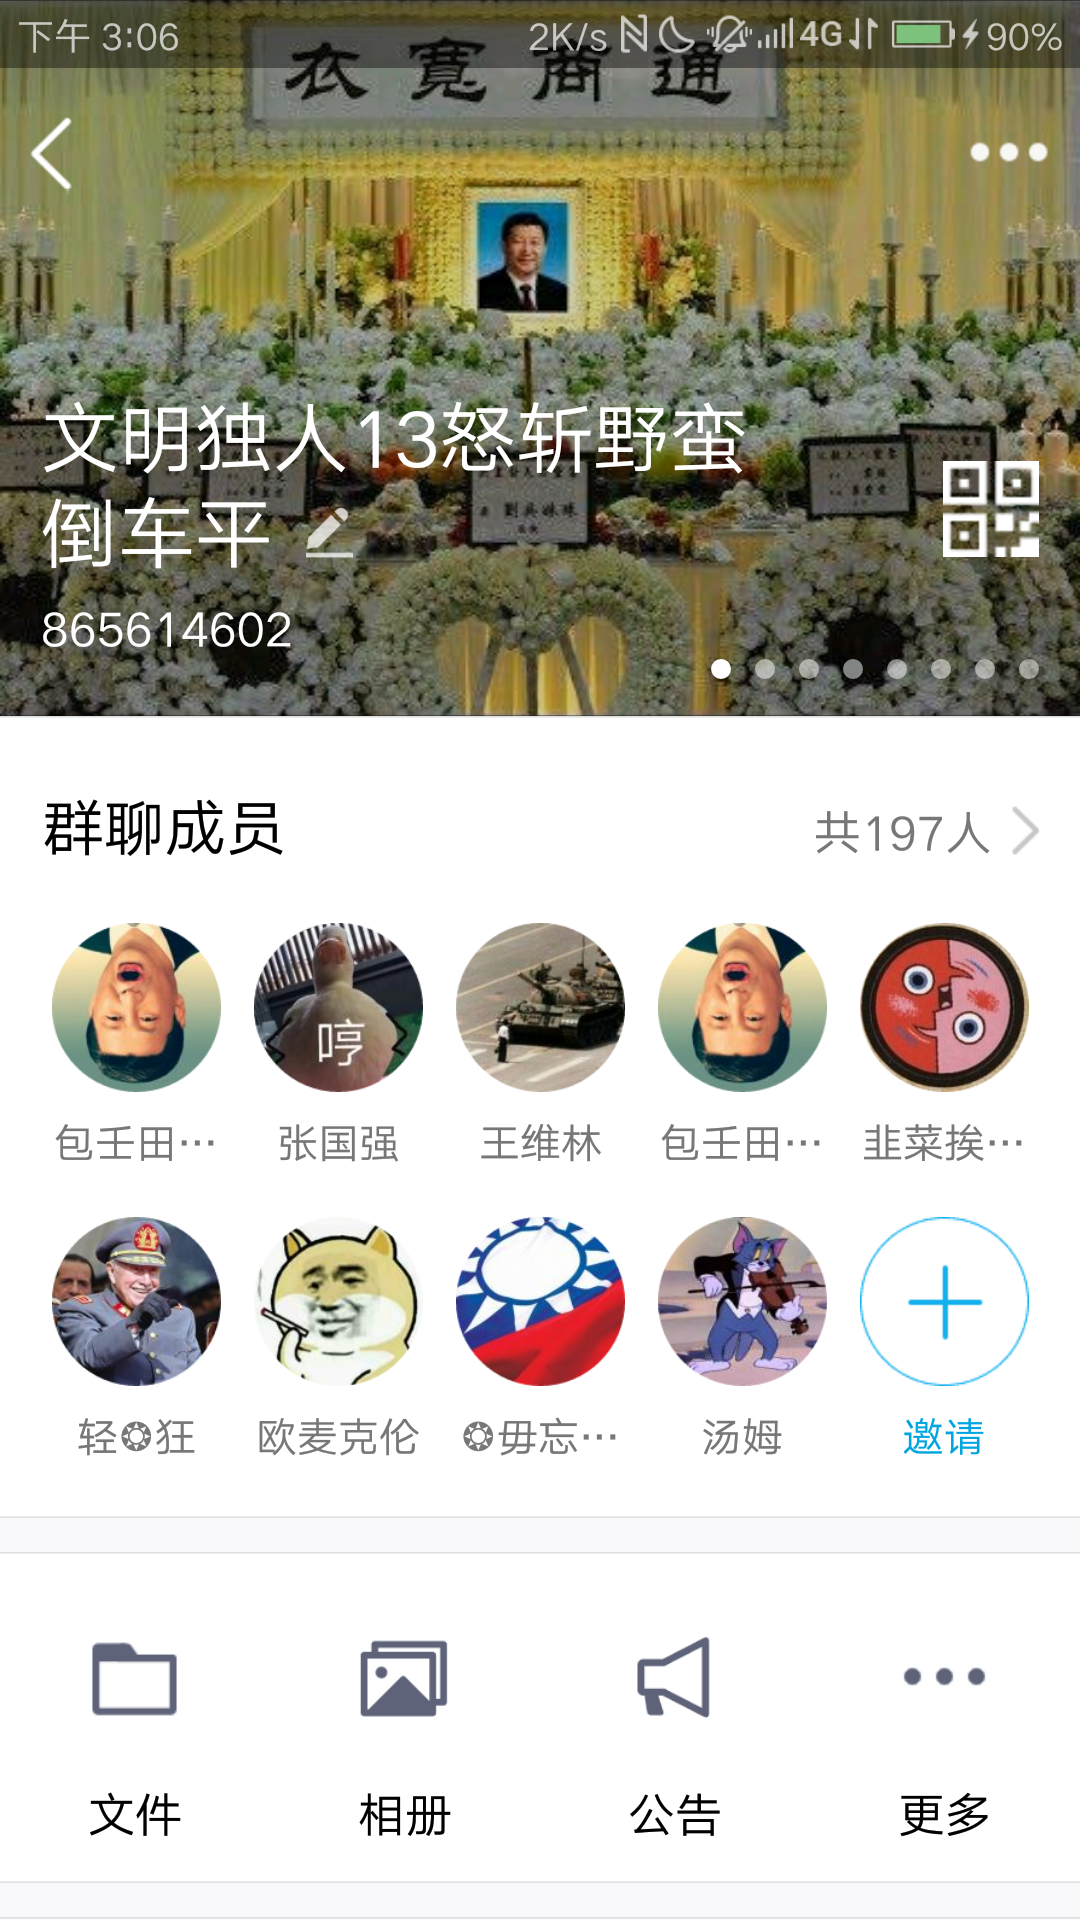 下午 3:06
2K/s 4G 90%
衣寬商通
文明独人13怒斩野蛮
倒车平
865614602
群聊成员
共197人
哼
包壬田…
张国强
王维林
包壬田…
韭菜挨…
轻❂狂
欧麦克伦
❂毋忘…
汤姆
邀请
文件
相册
公告
更多